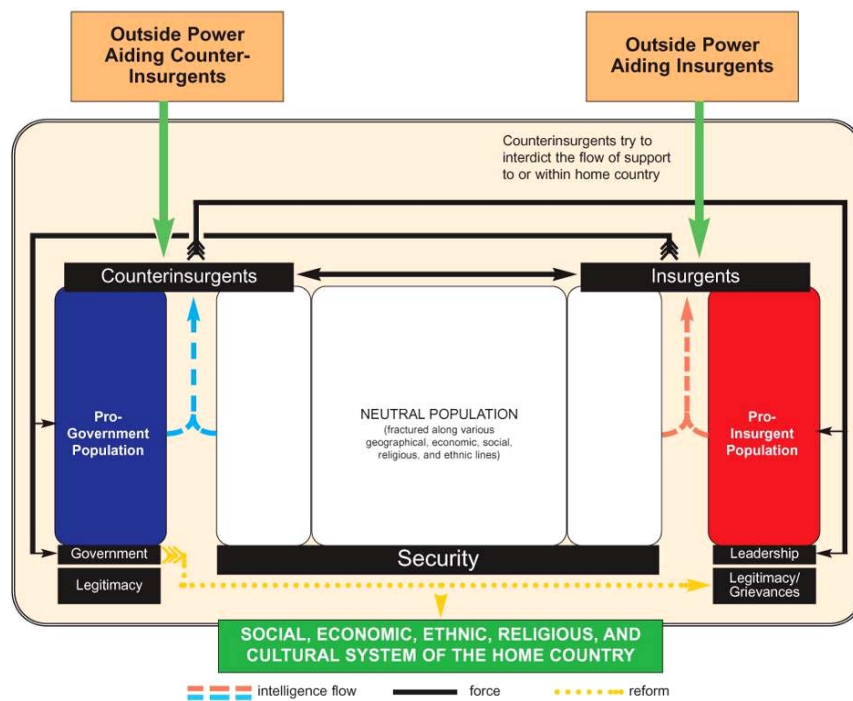 Outside Power
Aiding Counter-
Insurgents
Outside Power
Aiding Insurgents
Counterinsurgents try to
interdict the flow of support
to or within home country
Counterinsurgents
Insurgents
Pro-
Government
Population
NEUTRAL POPULATION
(fractured along various
geographical, economic, social,
religious, and ethnic lines)
Pro-
Insurgent
Population
Government
Security
Leadership
Legitimacy
Legitimacy/
Grievances
SOCIAL, ECONOMIC, ETHNIC, RELIGIOUS, AND
CULTURAL SYSTEM OF THE HOME COUNTRY
intelligence flow
force
reform